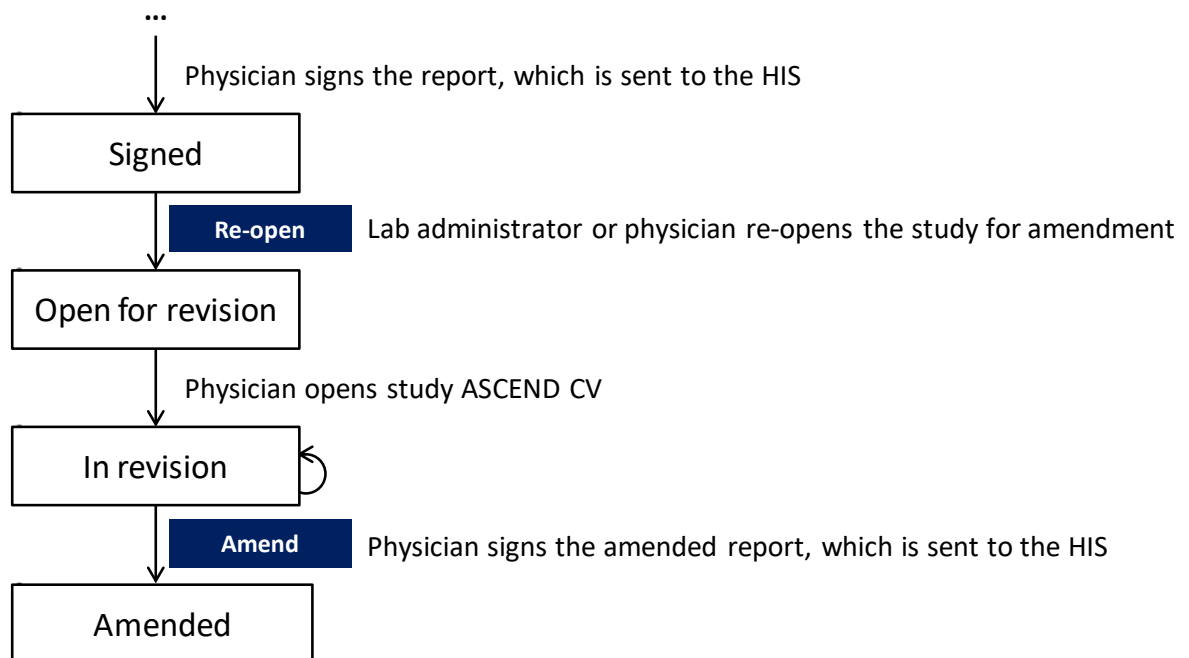 ...
Physician signs the report, which is sent to the HIS
Signed
Re-open
Lab administrator or physician re-opens the study for amendment
Open for revision
Physician opens study ASCEND CV
In revision
Amend
Physician signs the amended report, which is sent to the HIS
Amended